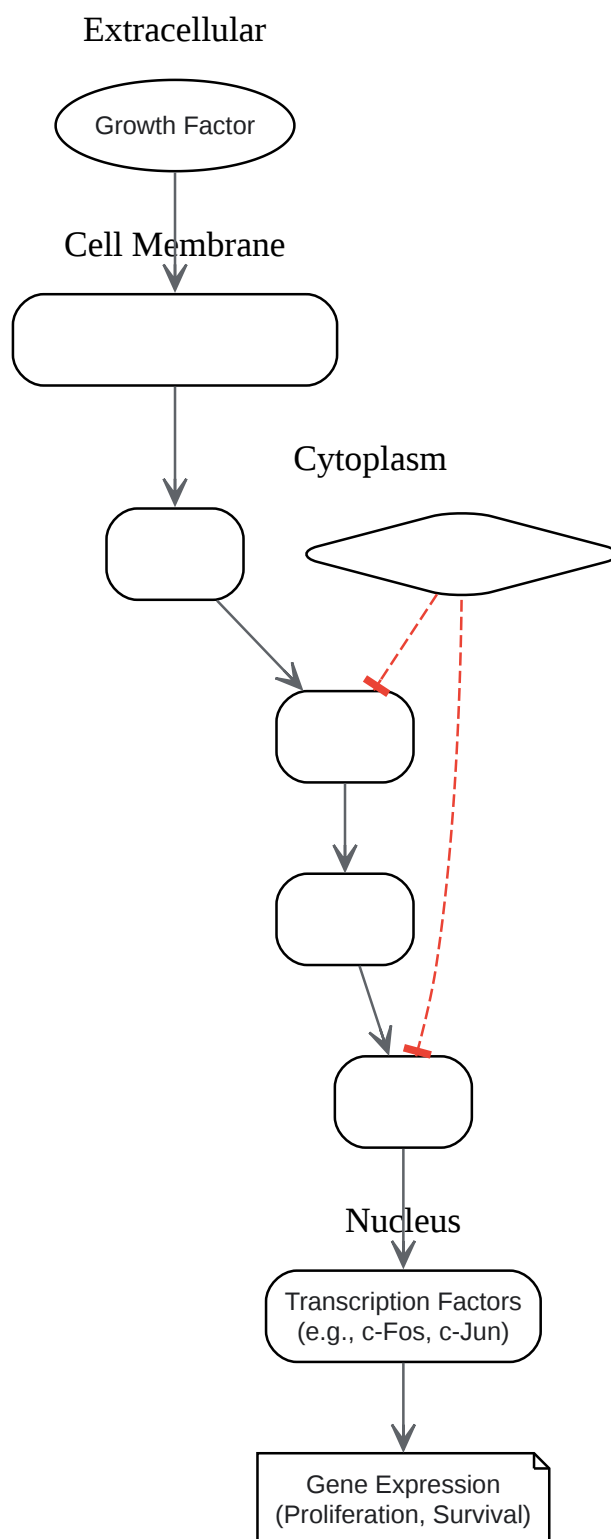 Extracellular
Growth Factor
Cell Membrane
Cytoplasm
Nucleus
Transcription Factors
(e.g., c-Fos, c-Jun)
Gene Expression
(Proliferation, Survival)